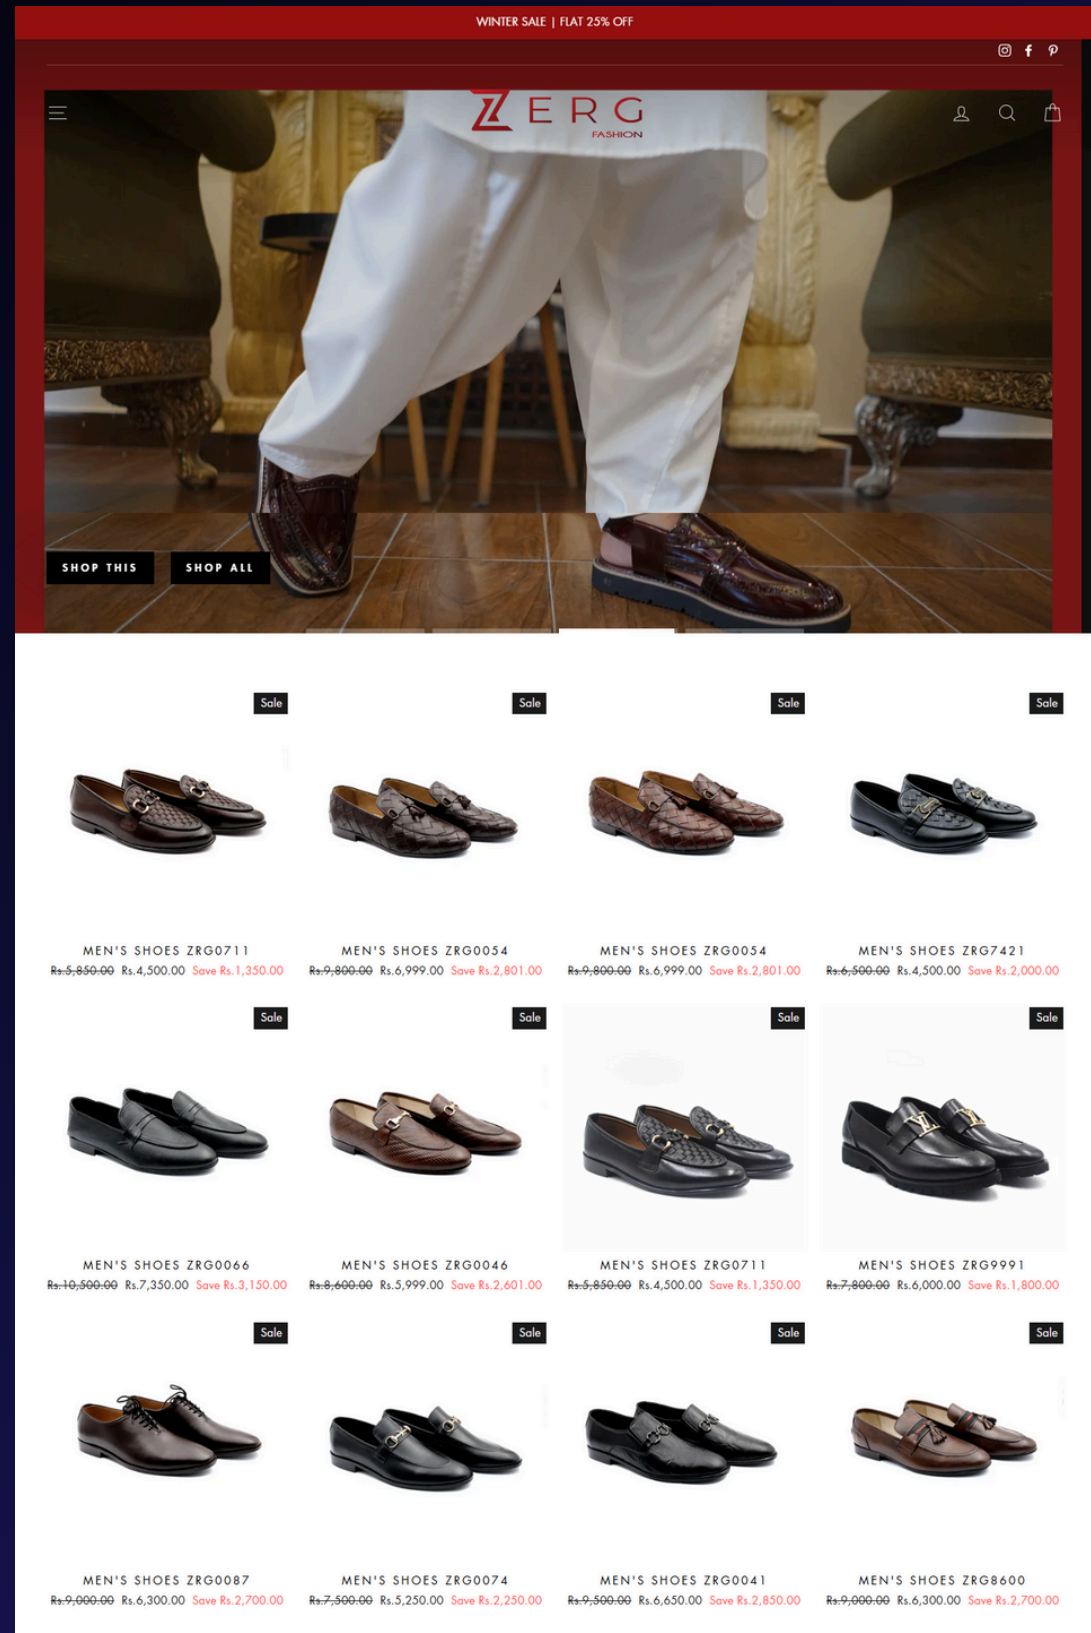 WINTER SALE | FLAT 25% OFF
ZERG
FASHION
SHOP THIS SHOP ALL
Sale Sale Sale Sale
MEN'S SHOES ZRG0711 MEN'S SHOES ZRG0054 MEN'S SHOES ZRG0054 MEN'S SHOES ZRG7421
Rs.5,850.00 Rs.4,500.00 Save Rs.1,350.00 Rs.9,800.00 Rs.6,999.00 Save Rs.2,801.00 Rs.9,800.00 Rs.6,999.00 Save Rs.2,801.00 Rs.6,500.00 Rs.4,500.00 Save Rs.2,000.00
Sale Sale Sale Sale
MEN'S SHOES ZRG0066 MEN'S SHOES ZRG0046 MEN'S SHOES ZRG0711 MEN'S SHOES ZRG9991
Rs.10,500.00 Rs.7,350.00 Save Rs.3,150.00 Rs.8,600.00 Rs.5,999.00 Save Rs.2,601.00 Rs.5,850.00 Rs.4,500.00 Save Rs.1,350.00 Rs.7,800.00 Rs.6,000.00 Save Rs.1,800.00
Sale Sale Sale Sale
MEN'S SHOES ZRG0087 MEN'S SHOES ZRG0074 MEN'S SHOES ZRG0041 MEN'S SHOES ZRG8600
Rs.9,000.00 Rs.6,300.00 Save Rs.2,700.00 Rs.7,500.00 Rs.5,250.00 Save Rs.2,250.00 Rs.9,500.00 Rs.6,650.00 Save Rs.2,850.00 Rs.9,000.00 Rs.6,300.00 Save Rs.2,700.00